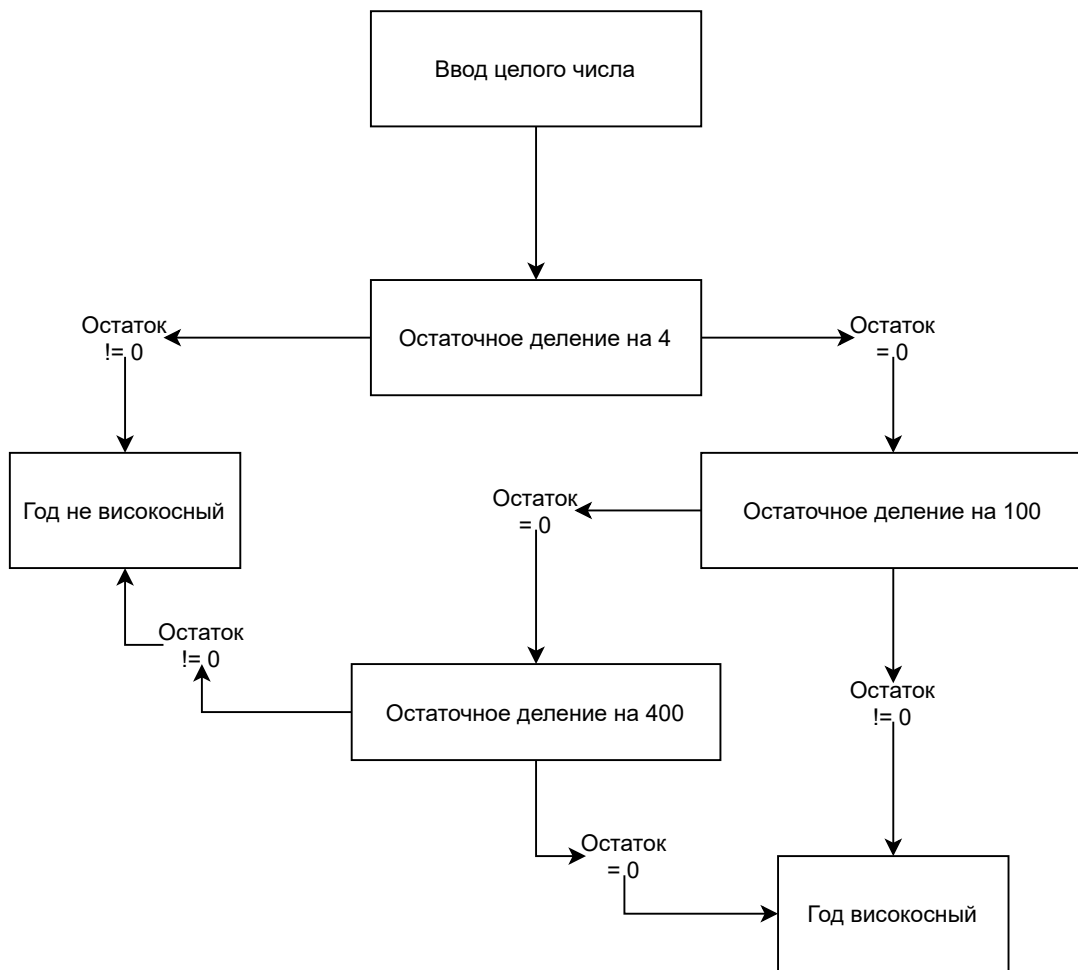 Ввод целого числа
Остаток
!= 0
Остаточное деление на 4
Остаток
= 0
Год не високосный
Остаток
= 0
Остаточное деление на 100
Остаток
!= 0
Остаточное деление на 400
Остаток
!= 0
Остаток
= 0
Год високосный